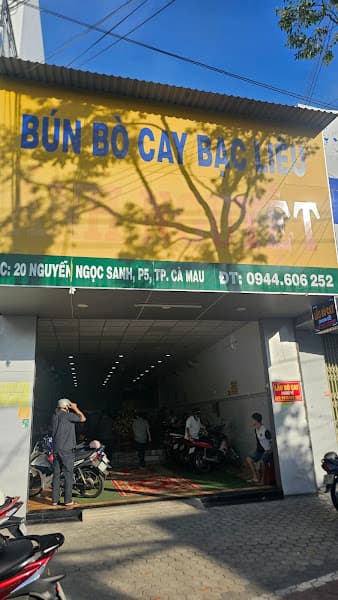 BÚN BÒ CAY BẠC LIÊU
C: 20 NGUYỄN NGỌC SANH, P5, TP. CÀ MAU ĐT: 0944.606 252
LẨU BÒ CAY